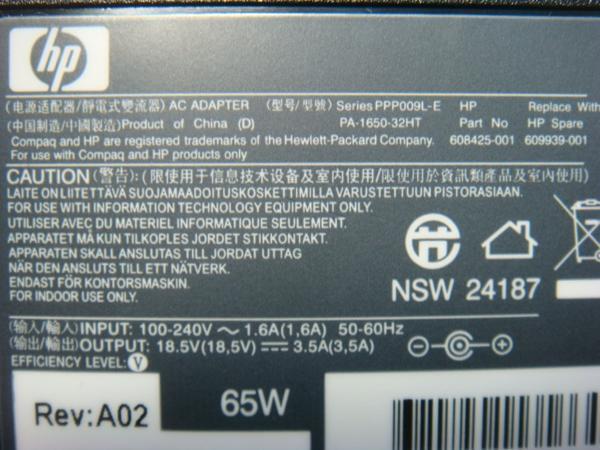 hp
(电源适配器/靜電式變流器) AC ADAPTER (型号/型號) Series PPP009L-E HP Replace With
(中国制造/中國製造) Product of China (D) PA-1650-32HT Part No HP Spare
Compaq and HP are registered trademarks of the Hewlett-Packard Company. 608425-001 609939-001
For use with Compaq and HP products only
CAUTION (警告): (限使用于信息技术设备及室内使用/限使用於資訊類產品及室內使用)
LAITE ON LIITETTÄVÄ SUOJAMAADOITUSKOSKETTIMILLA VARUSTETTUUN PISTORASIAAN.
FOR USE WITH INFORMATION TECHNOLOGY EQUIPMENT ONLY.
UTILISER AVEC DU MATERIEL INFORMATIQUE SEULEMENT.
APPARATET MÅ KUN TILKOPLES JORDET STIKKONTAKT.
APPARATEN SKALL ANSLUTAS TILL JORDAT UTTAG
NÄR DEN ANSLUTS TILL ETT NÄTVERK.
ENDAST FÖR KONTORSMASKIN.
FOR INDOOR USE ONLY.
NSW 24187
(输入/輸入) INPUT: 100-240V ~ 1.6A(1,6A) 50-60Hz
(输出/輸出) OUTPUT: 18.5V(18,5V) ⎓ 3.5A(3,5A)
EFFICIENCY LEVEL: V
Rev:A02 65W